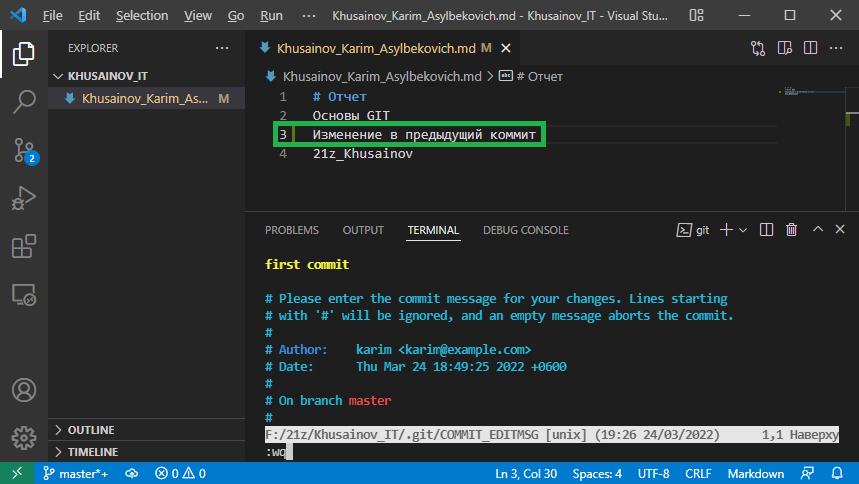 File Edit Selection View Go Run ··· Khusainov_Karim_Asylbekovich.md - Khusainov_IT - Visual Stu...
EXPLORER ···
KHUSAINOV_IT
Khusainov_Karim_As... M
OUTLINE
TIMELINE
2
Khusainov_Karim_Asylbekovich.md M
Khusainov_Karim_Asylbekovich.md > abc # Отчет
1 # Отчет
2 Основы GIT
3 Изменение в предыдущий коммит
4 21z_Khusainov
PROBLEMS OUTPUT TERMINAL DEBUG CONSOLE git
first commit
# Please enter the commit message for your changes. Lines starting
# with '#' will be ignored, and an empty message aborts the commit.
#
# Author: karim <karim@example.com>
# Date: Thu Mar 24 18:49:25 2022 +0600
#
# On branch master
#
F:/21z/Khusainov_IT/.git/COMMIT_EDITMSG [unix] (19:26 24/03/2022) 1,1 Наверху
:wq
master*+ 0 0 Ln 3, Col 30 Spaces: 4 UTF-8 CRLF Markdown